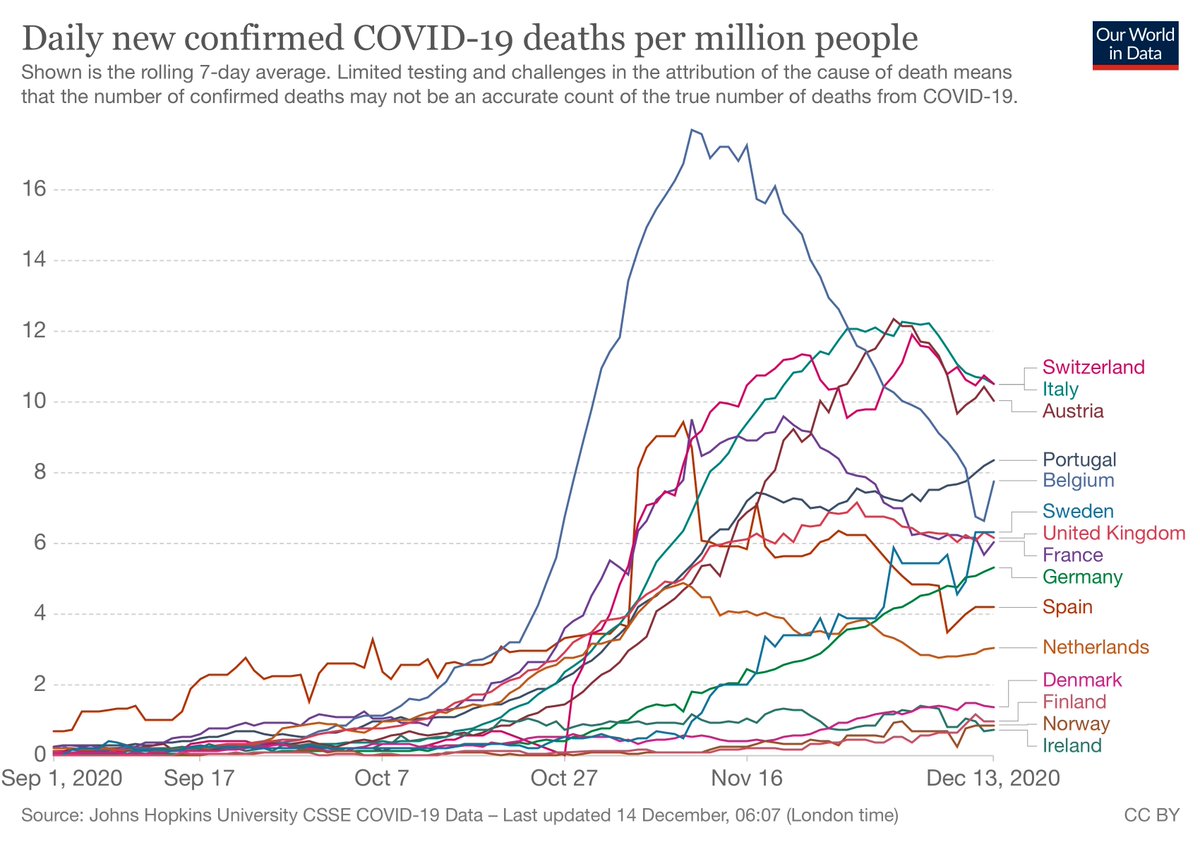 Daily new confirmed COVID-19 deaths per million people
Our World
in Data
Shown is the rolling 7-day average. Limited testing and challenges in the attribution of the cause of death means
that the number of confirmed deaths may not be an accurate count of the true number of deaths from COVID-19.
16
14
12
10
8
6
4
2
0
Switzerland
Italy
Austria
Portugal
Belgium
Sweden
United Kingdom
France
Germany
Spain
Netherlands
Denmark
Finland
Norway
Ireland
Sep 1, 2020 Sep 17 Oct 7 Oct 27 Nov 16 Dec 13, 2020
Source: Johns Hopkins University CSSE COVID-19 Data – Last updated 14 December, 06:07 (London time) CC BY